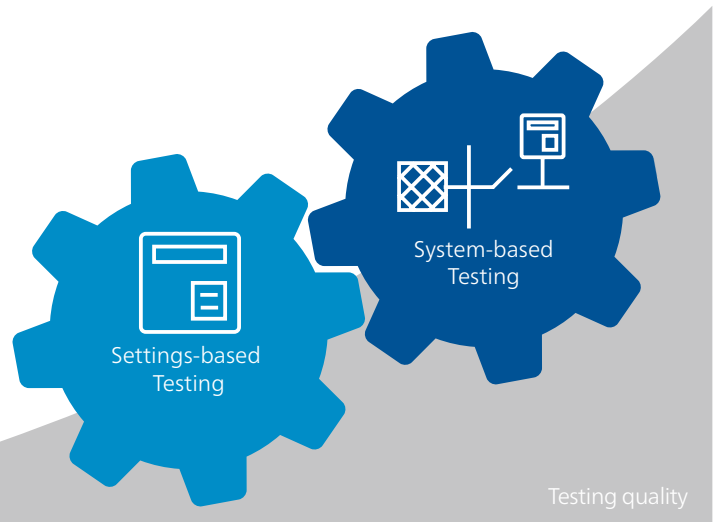 System-based
Testing
Settings-based
Testing
Testing quality